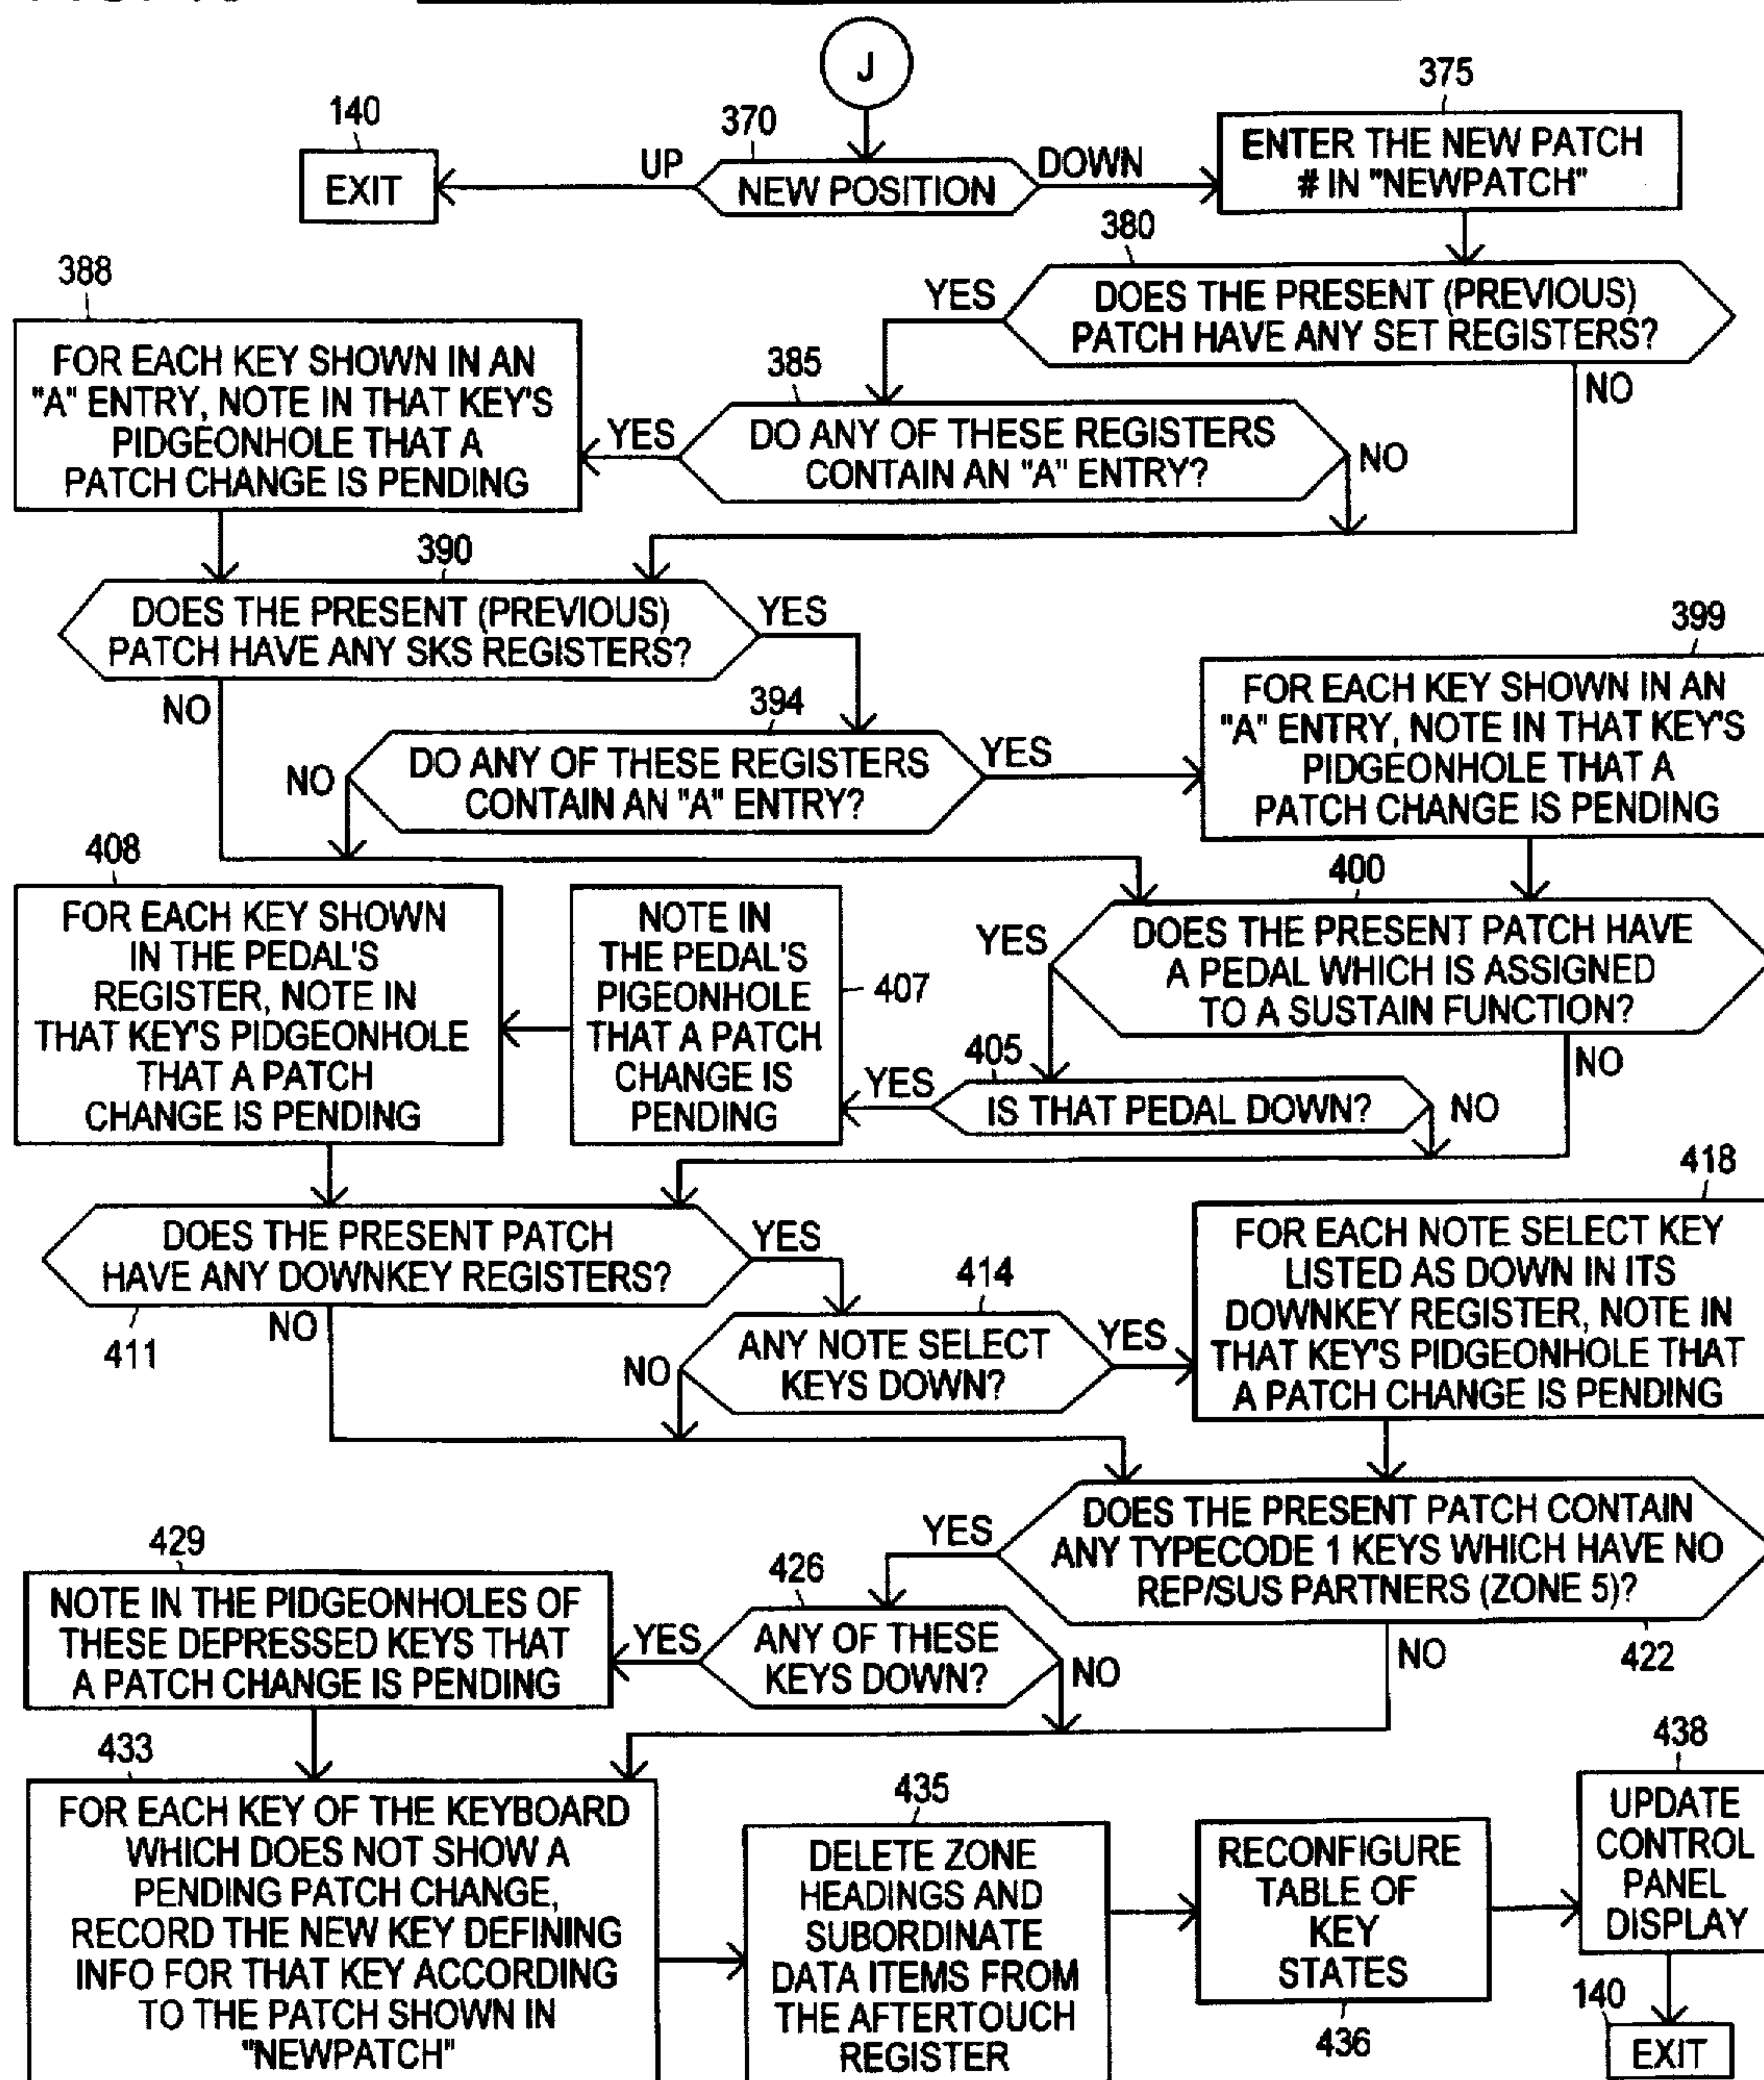 J
375
140
370
UP
DOWN
ENTER THE NEW PATCH
# IN "NEWPATCH"
EXIT
NEW POSITION
380
388
YES
DOES THE PRESENT (PREVIOUS)
PATCH HAVE ANY SET REGISTERS?
NO
FOR EACH KEY SHOWN IN AN
"A" ENTRY, NOTE IN THAT KEY'S
PIDGEONHOLE THAT A
PATCH CHANGE IS PENDING
385
YES
DO ANY OF THESE REGISTERS
CONTAIN AN "A" ENTRY?
NO
390
DOES THE PRESENT (PREVIOUS)
PATCH HAVE ANY SKS REGISTERS?
YES
NO
399
394
NO
DO ANY OF THESE REGISTERS
CONTAIN AN "A" ENTRY?
YES
FOR EACH KEY SHOWN IN AN
"A" ENTRY, NOTE IN THAT KEY'S
PIDGEONHOLE THAT A
PATCH CHANGE IS PENDING
408
400
FOR EACH KEY SHOWN
IN THE PEDAL'S
REGISTER, NOTE IN
THAT KEY'S PIDGEONHOLE
THAT A PATCH
CHANGE IS PENDING
NOTE IN
THE PEDAL'S
PIGEONHOLE
THAT A PATCH
CHANGE IS
PENDING
407
YES
DOES THE PRESENT PATCH HAVE
A PEDAL WHICH IS ASSIGNED
TO A SUSTAIN FUNCTION?
NO
405
YES
IS THAT PEDAL DOWN?
NO
418
DOES THE PRESENT PATCH
HAVE ANY DOWNKEY REGISTERS?
YES
411
NO
414
NO
ANY NOTE SELECT
KEYS DOWN?
YES
FOR EACH NOTE SELECT KEY
LISTED AS DOWN IN ITS
DOWNKEY REGISTER, NOTE IN
THAT KEY'S PIDGEONHOLE THAT
A PATCH CHANGE IS PENDING
YES
DOES THE PRESENT PATCH CONTAIN
ANY TYPECODE 1 KEYS WHICH HAVE NO
REP/SUS PARTNERS (ZONE 5)?
422
NO
429
426
NOTE IN THE PIDGEONHOLES OF
THESE DEPRESSED KEYS THAT
A PATCH CHANGE IS PENDING
YES
ANY OF THESE
KEYS DOWN?
NO
433
FOR EACH KEY OF THE KEYBOARD
WHICH DOES NOT SHOW A
PENDING PATCH CHANGE,
RECORD THE NEW KEY DEFINING
INFO FOR THAT KEY ACCORDING
TO THE PATCH SHOWN IN
"NEWPATCH"
435
DELETE ZONE
HEADINGS AND
SUBORDINATE
DATA ITEMS FROM
THE AFTERTOUCH
REGISTER
RECONFIGURE
TABLE OF
KEY
STATES
436
438
UPDATE
CONTROL
PANEL
DISPLAY
140
EXIT